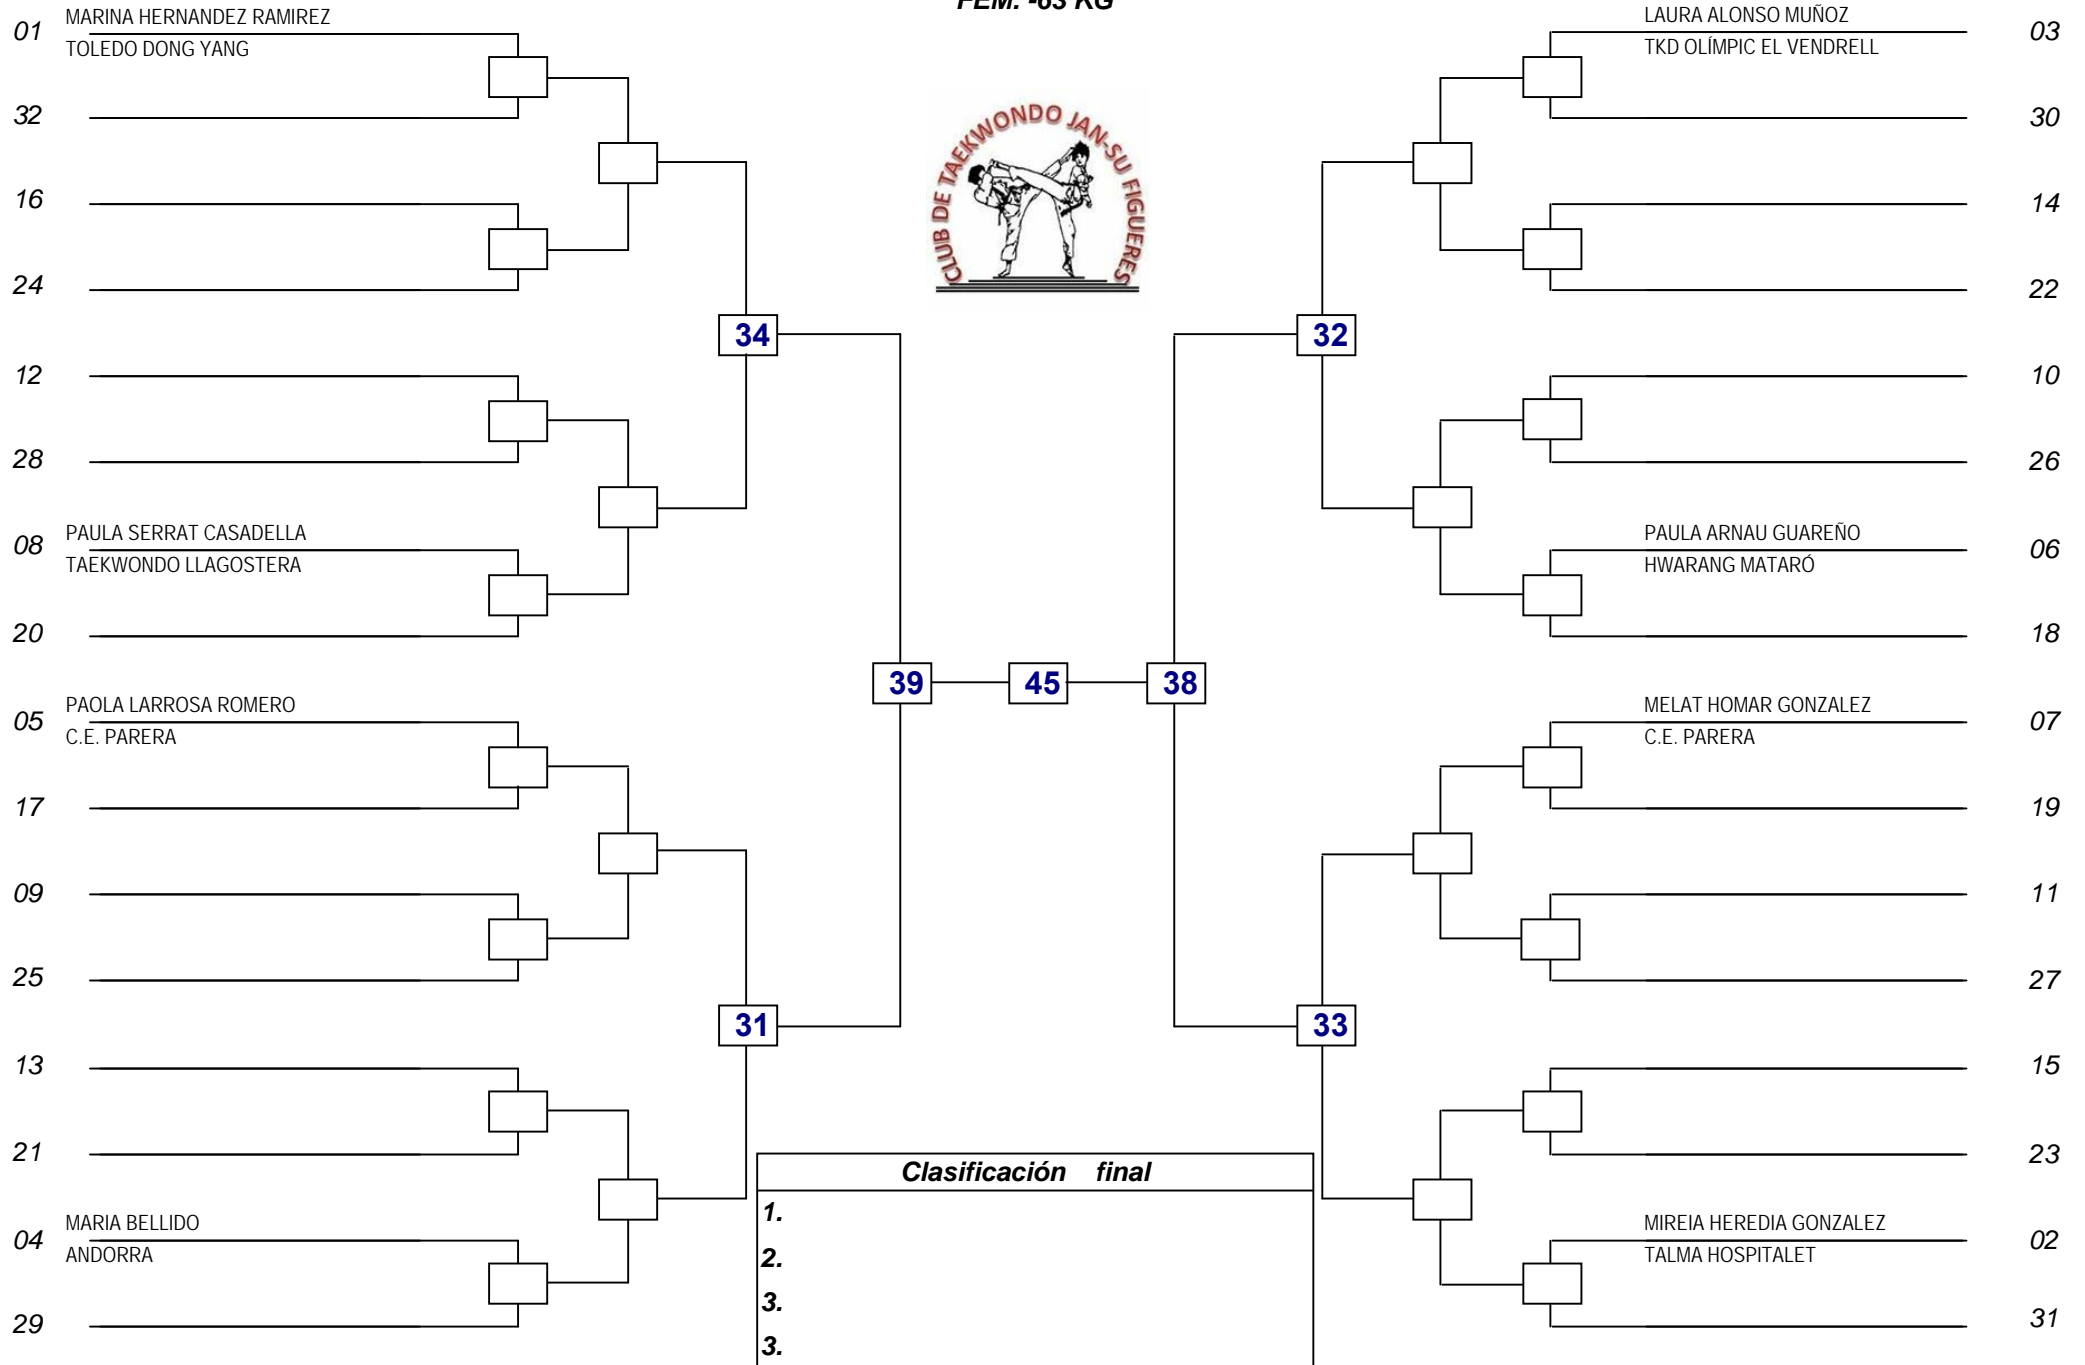 FEM. -63 KG
01 MARINA HERNANDEZ RAMIREZ
TOLEDO DONG YANG
32
16
24
12
28
08 PAULA SERRAT CASADELLA
TAEKWONDO LLAGOSTERA
20
05 PAOLA LARROSA ROMERO
C.E. PARERA
17
09
25
13
21
04 MARIA BELLIDO
ANDORRA
29
CLUB DE TAEKWONDO JAN-SU FIGUERES
34
31
39
45
38
32
33
LAURA ALONSO MUÑOZ 03
TKD OLÍMPIC EL VENDRELL
30
14
22
10
26
PAULA ARNAU GUAREÑO 06
HWARANG MATARÓ
18
MELAT HOMAR GONZALEZ 07
C.E. PARERA
19
11
27
15
23
MIREIA HEREDIA GONZALEZ 02
TALMA HOSPITALET
31
Clasificación final
1.
2.
3.
3.